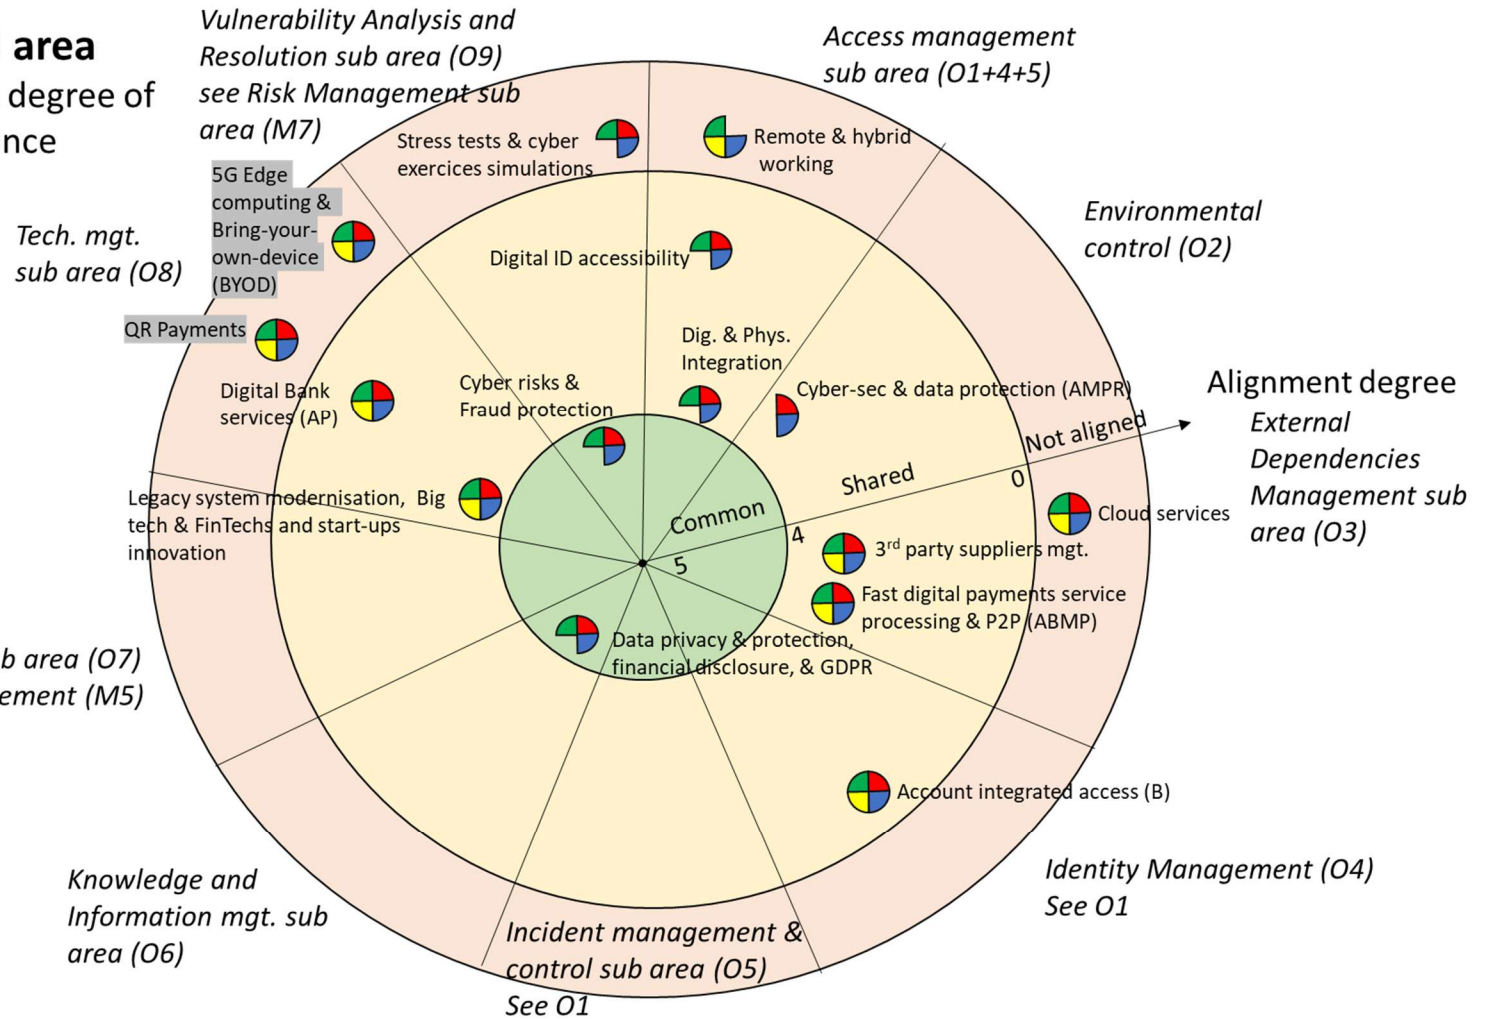 area
degree of
nce
Vulnerability Analysis and
Resolution sub area (O9)
see Risk Management sub
area (M7)
Access management
sub area (O1+4+5)
Stress tests & cyber
exercices simulations
Remote & hybrid
working
5G Edge
computing &
Bring-your-
own-device
(BYOD)
Tech. mgt.
sub area (O8)
Environmental
control (O2)
Digital ID accessibility
QR Payments
Dig. & Phys.
Integration
Digital Bank
services (AP)
Cyber risks &
Fraud protection
Cyber-sec & data protection (AMPR)
Alignment degree
External
Dependencies
Management sub
area (O3)
Not aligned
Shared
Common
0
4
5
Legacy system modernisation, Big
tech & FinTechs and start-ups
innovation
Cloud services
3rd party suppliers mgt.
Fast digital payments service
processing & P2P (ABMP)
Data privacy & protection,
financial disclosure, & GDPR
b area (O7)
ement (M5)
Account integrated access (B)
Identity Management (O4)
See O1
Knowledge and
Information mgt. sub
area (O6)
Incident management &
control sub area (O5)
See O1